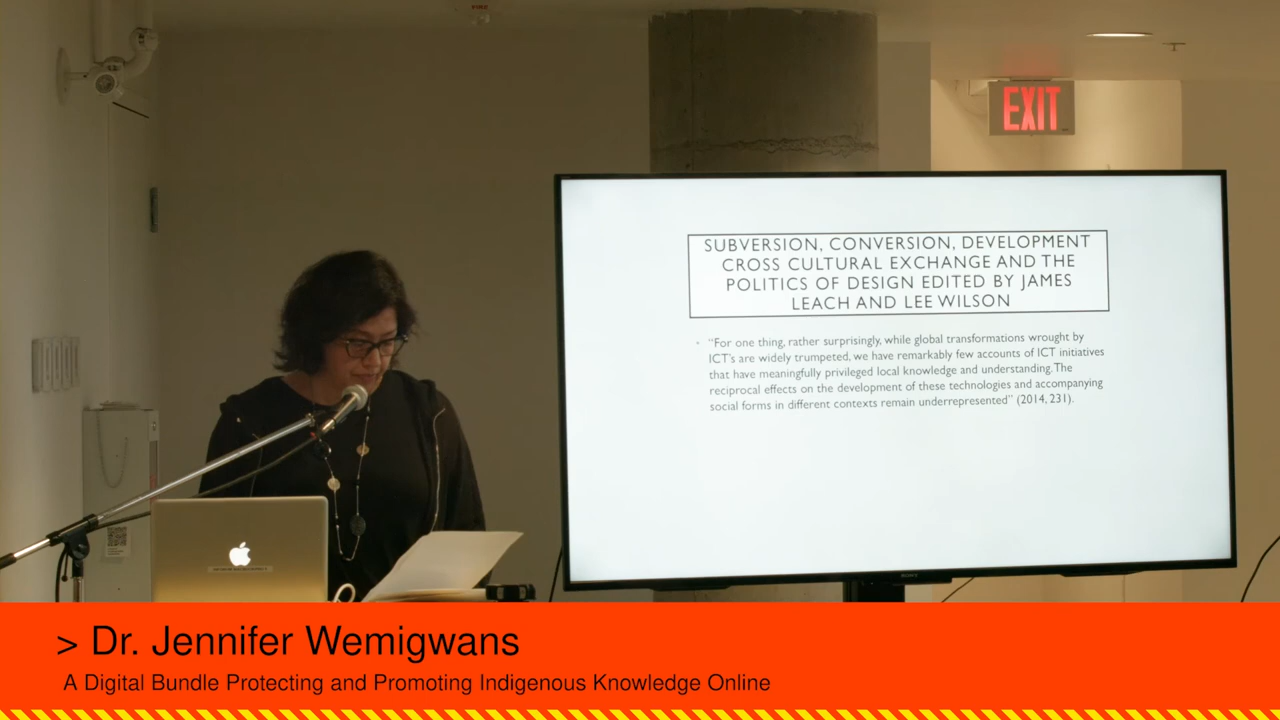 FIRE
EXIT
SUBVERSION, CONVERSION, DEVELOPMENT
CROSS CULTURAL EXCHANGE AND THE
POLITICS OF DESIGN EDITED BY JAMES
LEACH AND LEE WILSON
• "For one thing, rather surprisingly, while global transformations wrought by
ICT's are widely trumpeted, we have remarkably few accounts of ICT initiatives
that have meaningfully privileged local knowledge and understanding. The
reciprocal effects on the development of these technologies and accompanying
social forms in different contexts remain underrepresented" (2014, 231).
SONY
> Dr. Jennifer Wemigwans
A Digital Bundle Protecting and Promoting Indigenous Knowledge Online